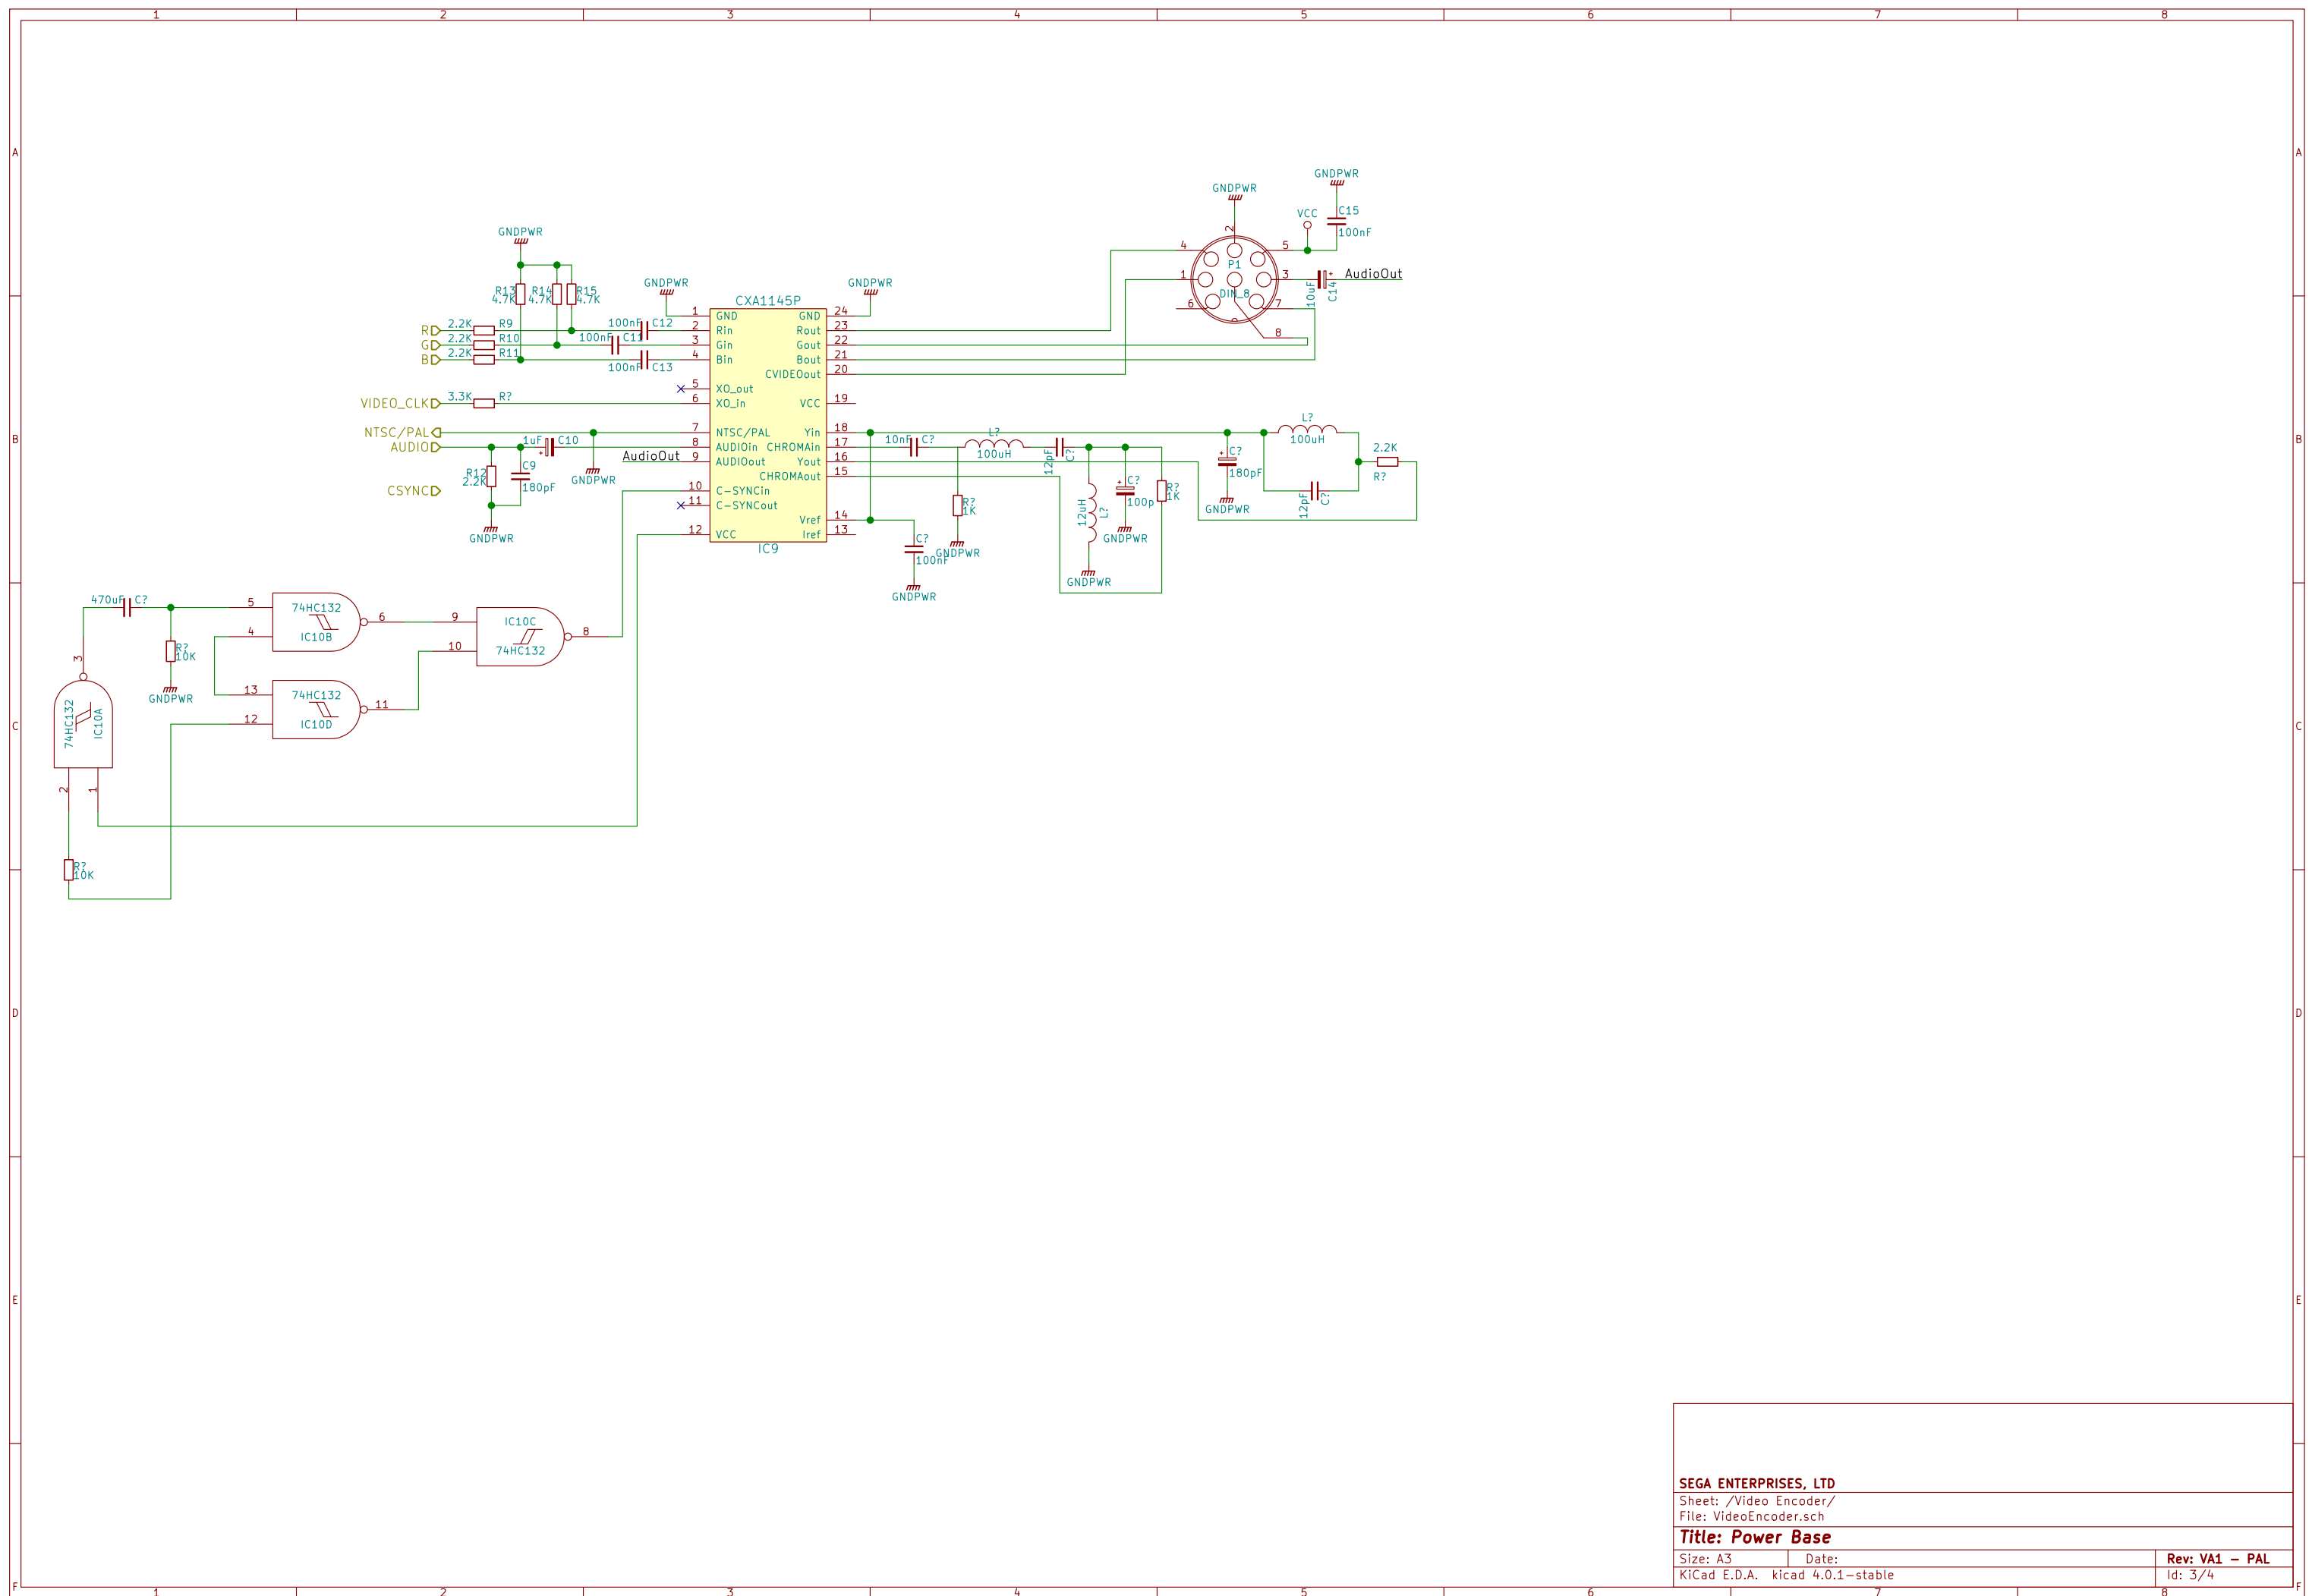 1 2 3 4 5 6 7 8
A A
GNDPWR
GNDPWR
2
VCC
C15
100nF
4 5
P1
1 3
AudioOut
DIN_8
10uF
C14
6 7
8
GNDPWR
R13
4.7K
R14
4.7K
R15
4.7K
GNDPWR
GNDPWR
CXA1145P
1 GND GND 24
R 2.2K R9 100nF C12 2 Rin Rout 23
G 2.2K R10 100nF C11 3 Gin Gout 22
B 2.2K R11 100nF C13 4 Bin Bout 21
CVIDEOout 20
5 XO_out
VIDEO_CLK 3.3K R? 6 XO_in VCC 19
NTSC/PAL 7 NTSC/PAL Yin 18
AUDIO 1uF C10 8 AUDIOin CHROMAin 17
AudioOut 9 AUDIOout Yout 16
CHROMAout 15
CSYNC 10 C-SYNCin
11 C-SYNCout
Vref 14
12 VCC Iref 13
IC9
R12
2.2K
C9
180pF
GNDPWR
GNDPWR
B B
10nF C?
L?
100uH
12pF
C?
R?
1K
GNDPWR
C?
100nF
GNDPWR
12uH
L?
GNDPWR
C?
100p
GNDPWR
R?
1K
C?
180pF
GNDPWR
L?
100uH
12pF
C?
2.2K
R?
470uF C?
R?
10K
GNDPWR
5
4
74HC132
IC10B
6
9
10
IC10C
74HC132
8
13
12
74HC132
IC10D
11
3
74HC132
IC10A
2
1
R?
10K
C C
D D
E E
F F
SEGA ENTERPRISES, LTD
Sheet: /Video Encoder/
File: VideoEncoder.sch
Title: Power Base
Size: A3 Date: Rev: VA1 - PAL
KiCad E.D.A. kicad 4.0.1-stable Id: 3/4
1 2 3 4 5 6 7 8